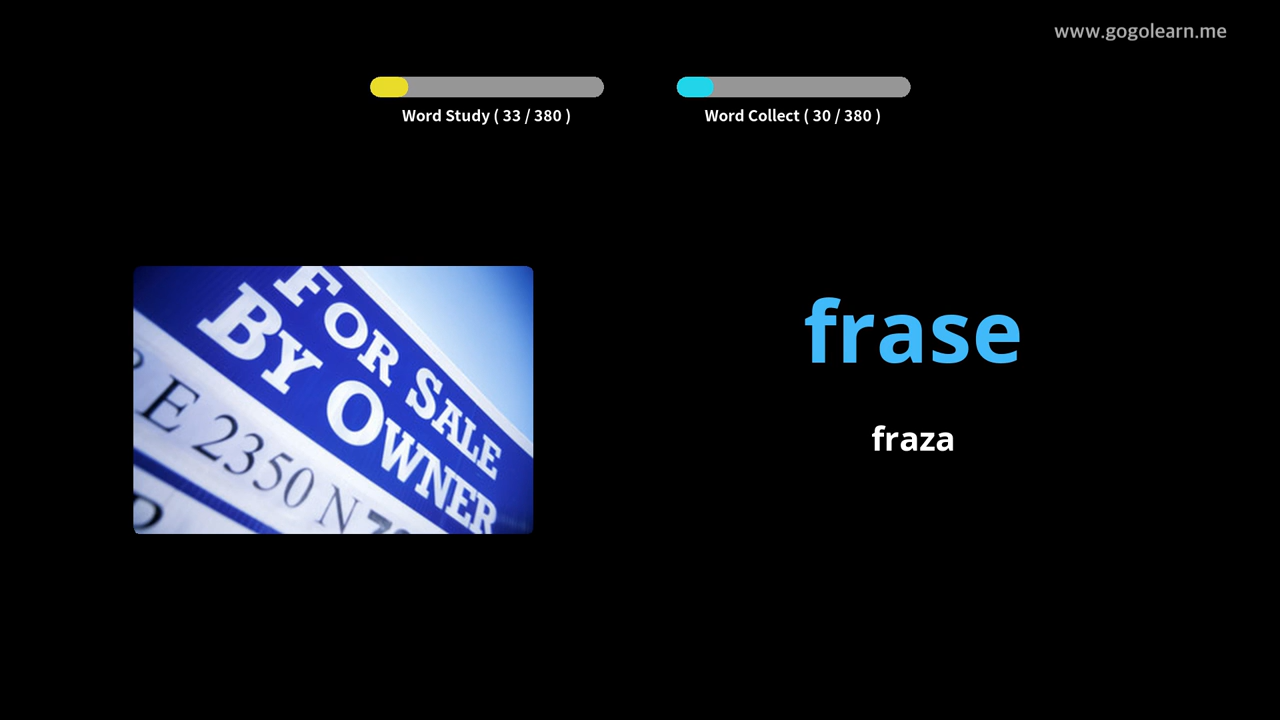 www.gogolearn.me
Word Study ( 33 / 380 )
Word Collect ( 30 / 380 )
FOR SALE
BY OWNER
E 2350 N
frase
fraza